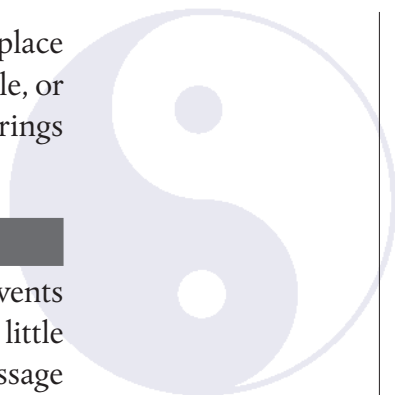 place
le, or
rings
vents
little
ssage